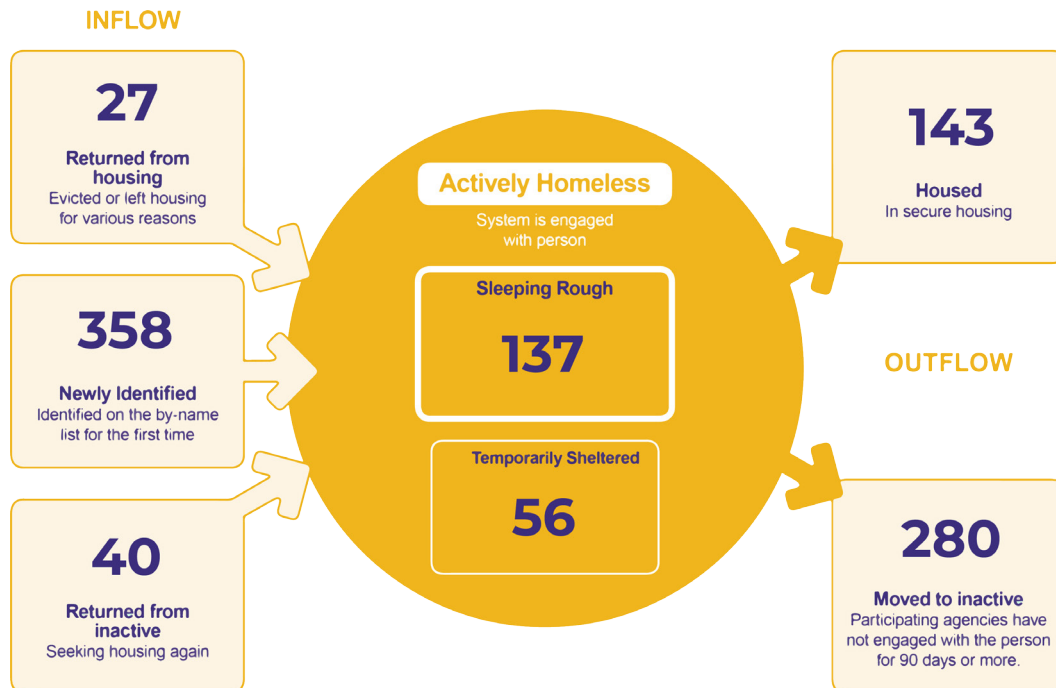 INFLOW
27
Returned from
housing
Evicted or left housing
for various reasons
358
Newly Identified
Identified on the by-name
list for the first time
40
Returned from
inactive
Seeking housing again
Actively Homeless
System is engaged
with person
Sleeping Rough
137
Temporarily Sheltered
56
143
Housed
In secure housing
OUTFLOW
280
Moved to inactive
Participating agencies have
not engaged with the person
for 90 days or more.